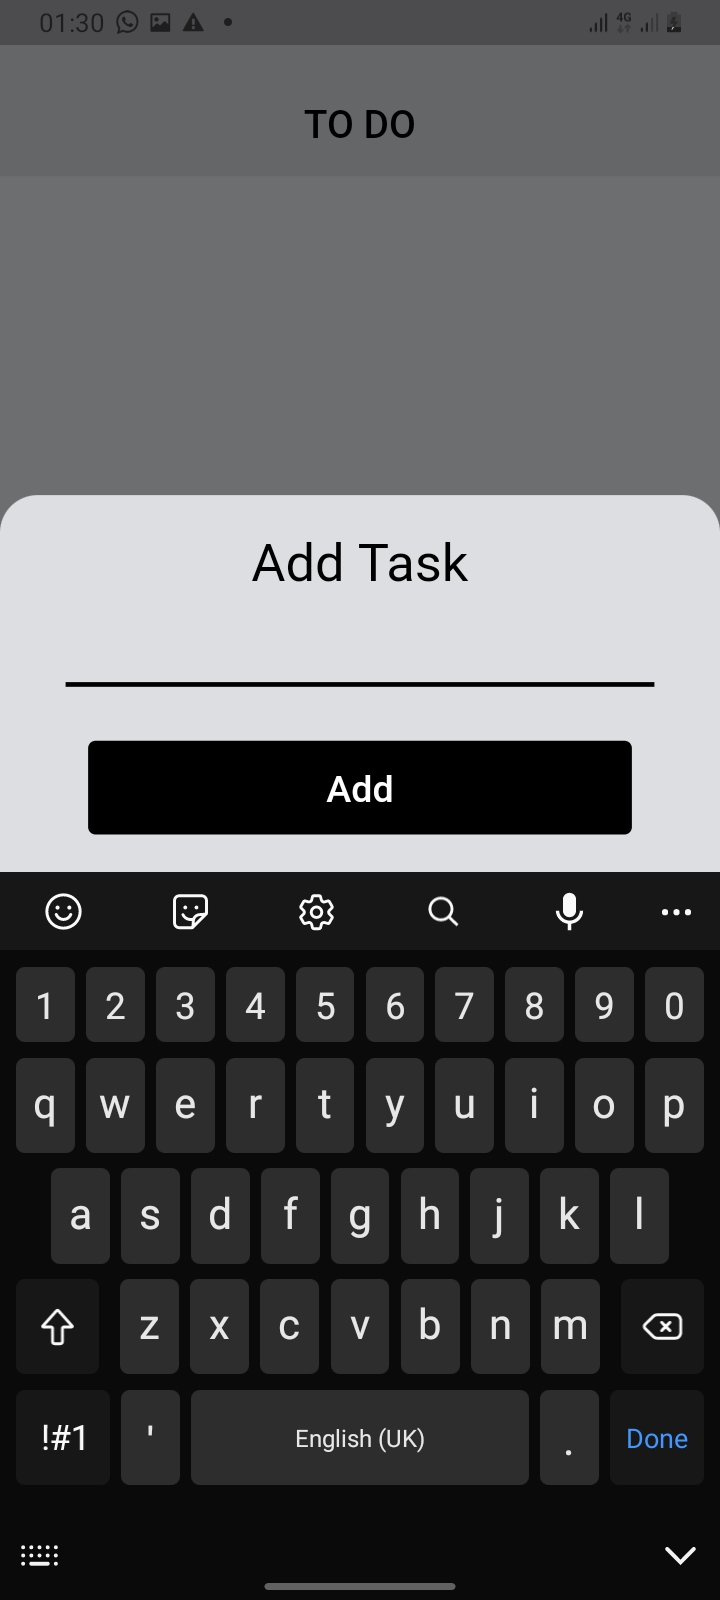 01:30 4G
TO DO
Add Task
Add
1 2 3 4 5 6 7 8 9 0
q w e r t y u i o p
a s d f g h j k l
z x c v b n m
!#1 ' English (UK) . Done